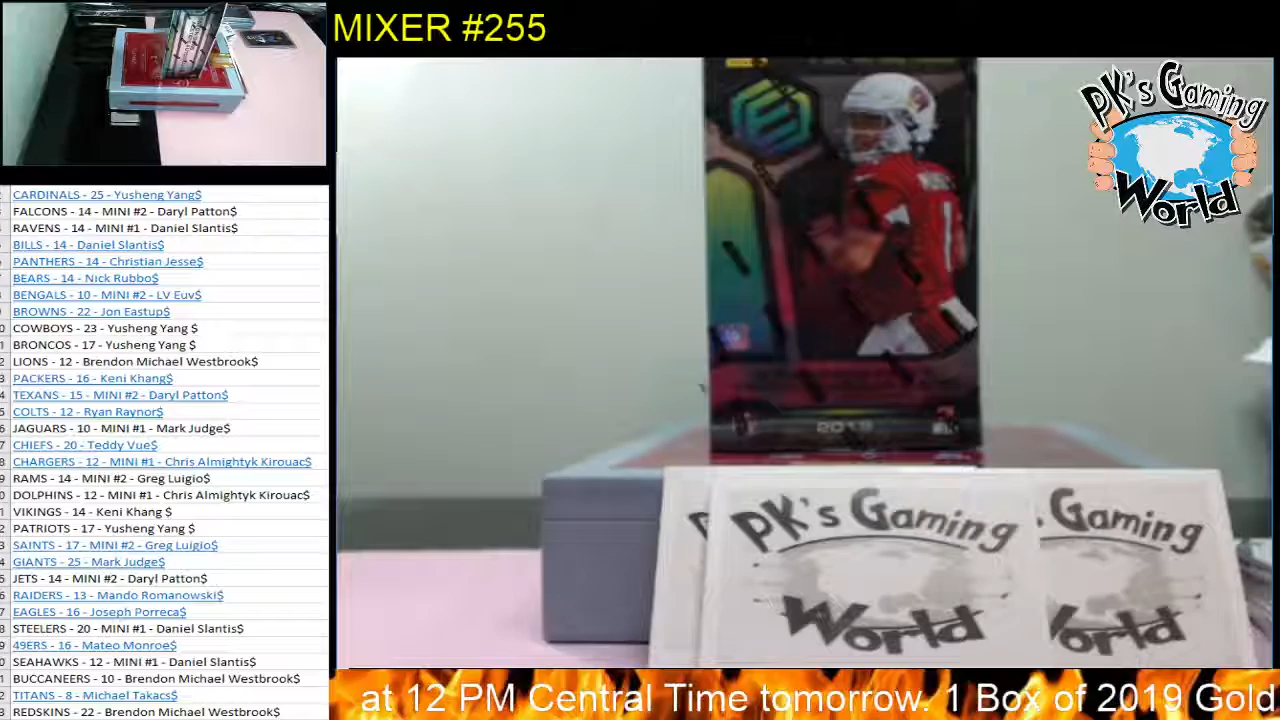 MIXER #255
PK's Gaming
World
CARDINALS - 25 - Yusheng Yang$
FALCONS - 14 - MINI #2 - Daryl Patton$
RAVENS - 14 - MINI #1 - Daniel Slantis$
BILLS - 14 - Daniel Slantis$
PANTHERS - 14 - Christian Jesse$
BEARS - 14 - Nick Rubbo$
BENGALS - 10 - MINI #2 - LV Euv$
BROWNS - 22 - Jon Eastup$
COWBOYS - 23 - Yusheng Yang $
BRONCOS - 17 - Yusheng Yang $
LIONS - 12 - Brendon Michael Westbrook$
PACKERS - 16 - Keni Khang$
TEXANS - 15 - MINI #2 - Daryl Patton$
COLTS - 12 - Ryan Raynor$
JAGUARS - 10 - MINI #1 - Mark Judge$
CHIEFS - 20 - Teddy Vue$
CHARGERS - 12 - MINI #1 - Chris Almightyk Kirouac$
RAMS - 14 - MINI #2 - Greg Luigio$
DOLPHINS - 12 - MINI #1 - Chris Almightyk Kirouac$
VIKINGS - 14 - Keni Khang $
PATRIOTS - 17 - Yusheng Yang $
SAINTS - 17 - MINI #2 - Greg Luigio$
GIANTS - 25 - Mark Judge$
JETS - 14 - MINI #2 - Daryl Patton$
RAIDERS - 13 - Mando Romanowski$
EAGLES - 16 - Joseph Porreca$
STEELERS - 20 - MINI #1 - Daniel Slantis$
49ERS - 16 - Mateo Monroe$
SEAHAWKS - 12 - MINI #1 - Daniel Slantis$
BUCCANEERS - 10 - Brendon Michael Westbrook$
TITANS - 8 - Michael Takacs$
REDSKINS - 22 - Brendon Michael Westbrook$
2019
PK's Gaming
World
Gaming
World
at 12 PM Central Time tomorrow. 1 Box of 2019 Gold